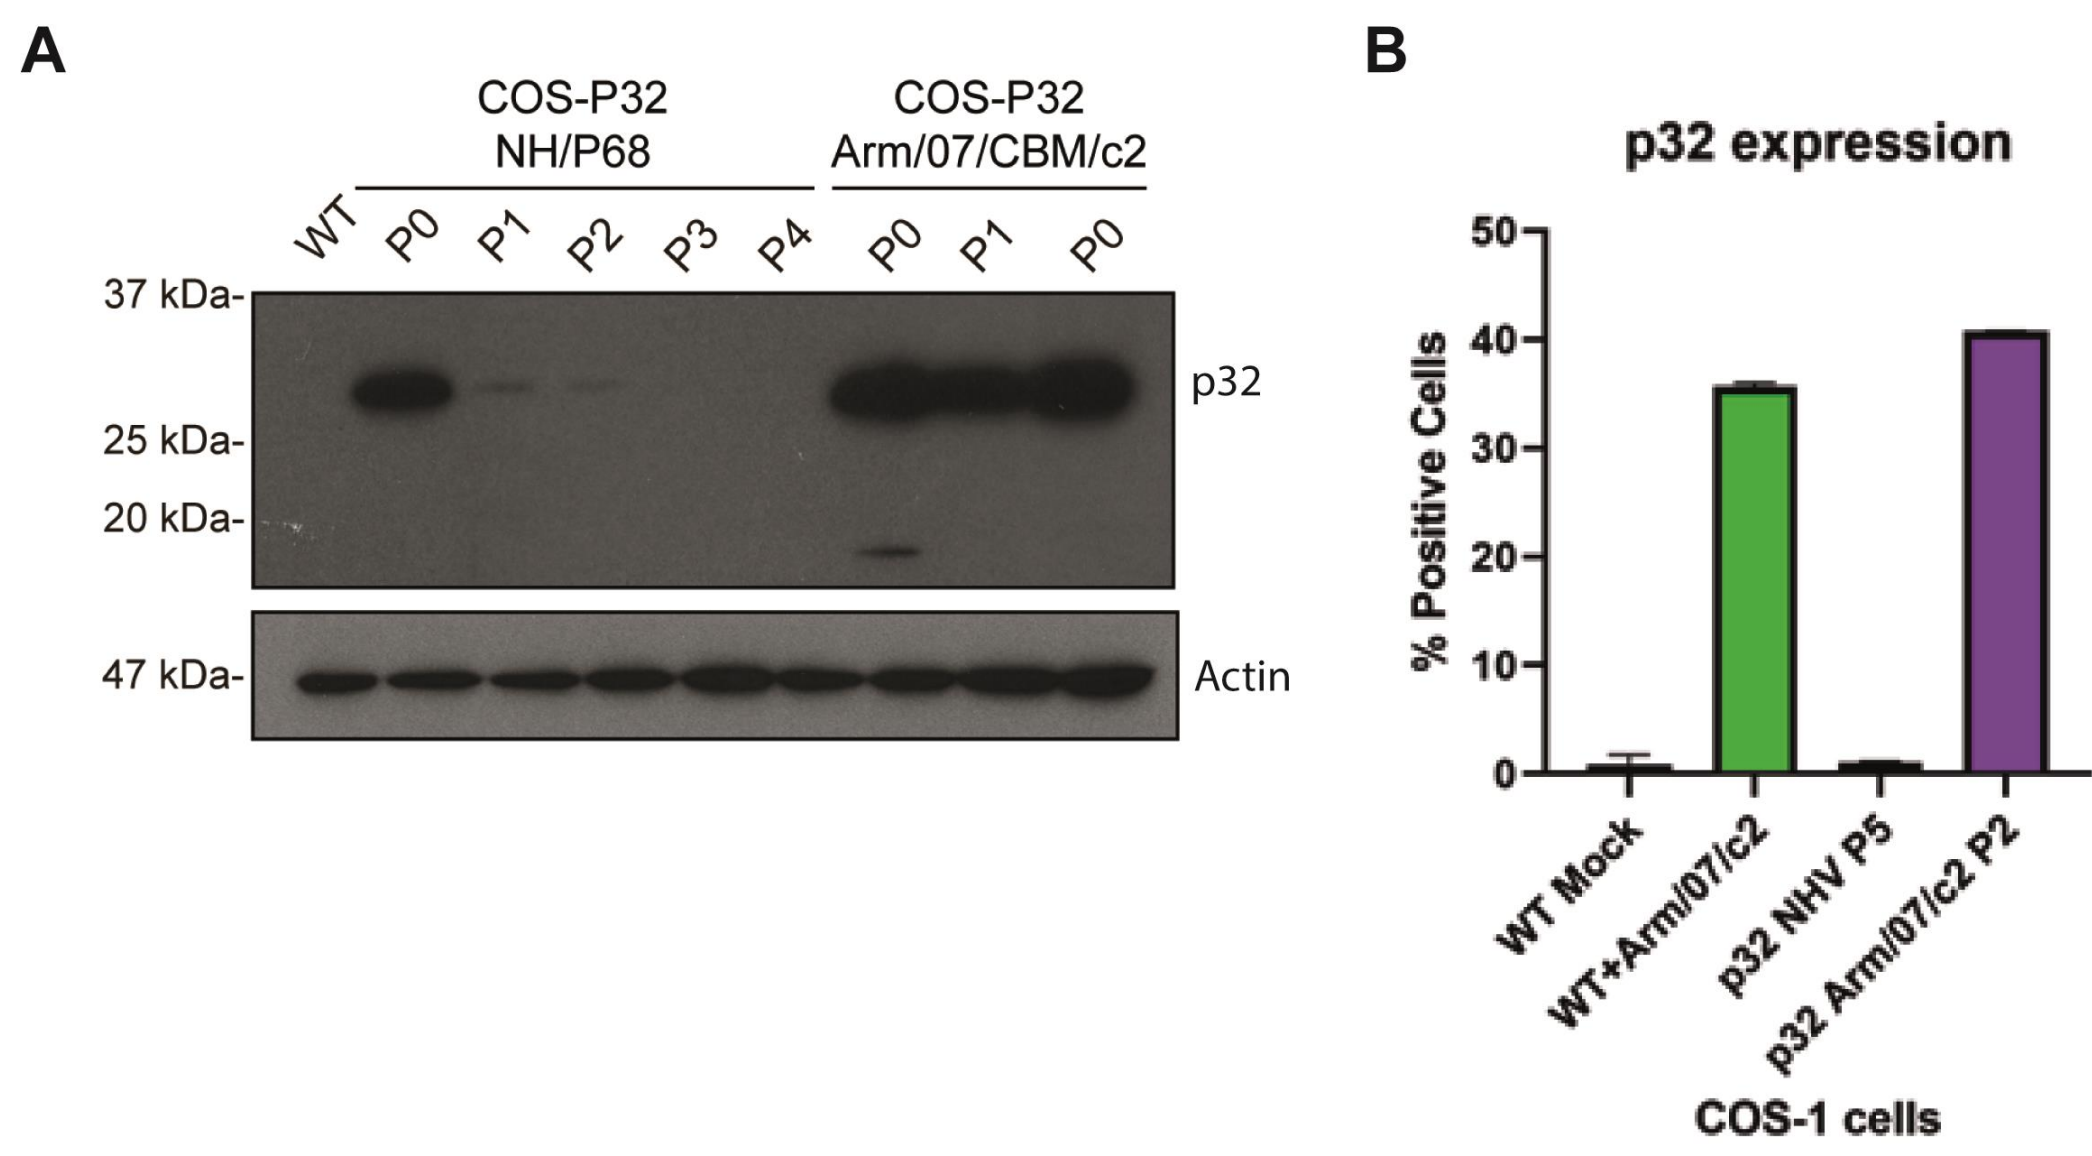 A
COS-P32
NH/P68
COS-P32
Arm/07/CBM/c2
WT
P0
P1
P2
P3
P4
P0
P1
P0
37 kDa-
25 kDa-
20 kDa-
p32
47 kDa-
Actin
B
p32 expression
% Positive Cells
50
40
30
20
10
0
WT Mock
WT+Arm/07/c2
p32 NHV P5
p32 Arm/07/c2 P2
COS-1 cells